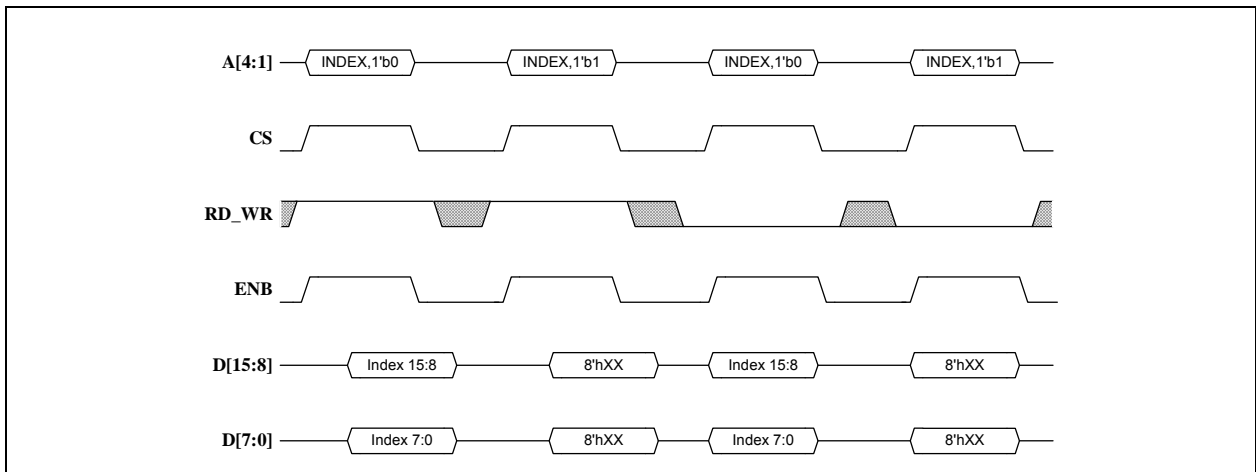 A[4:1] INDEX,1'b0 INDEX,1'b1 INDEX,1'b0 INDEX,1'b1
CS
RD_WR
ENB
D[15:8] Index 15:8 8'hXX Index 15:8 8'hXX
D[7:0] Index 7:0 8'hXX Index 7:0 8'hXX